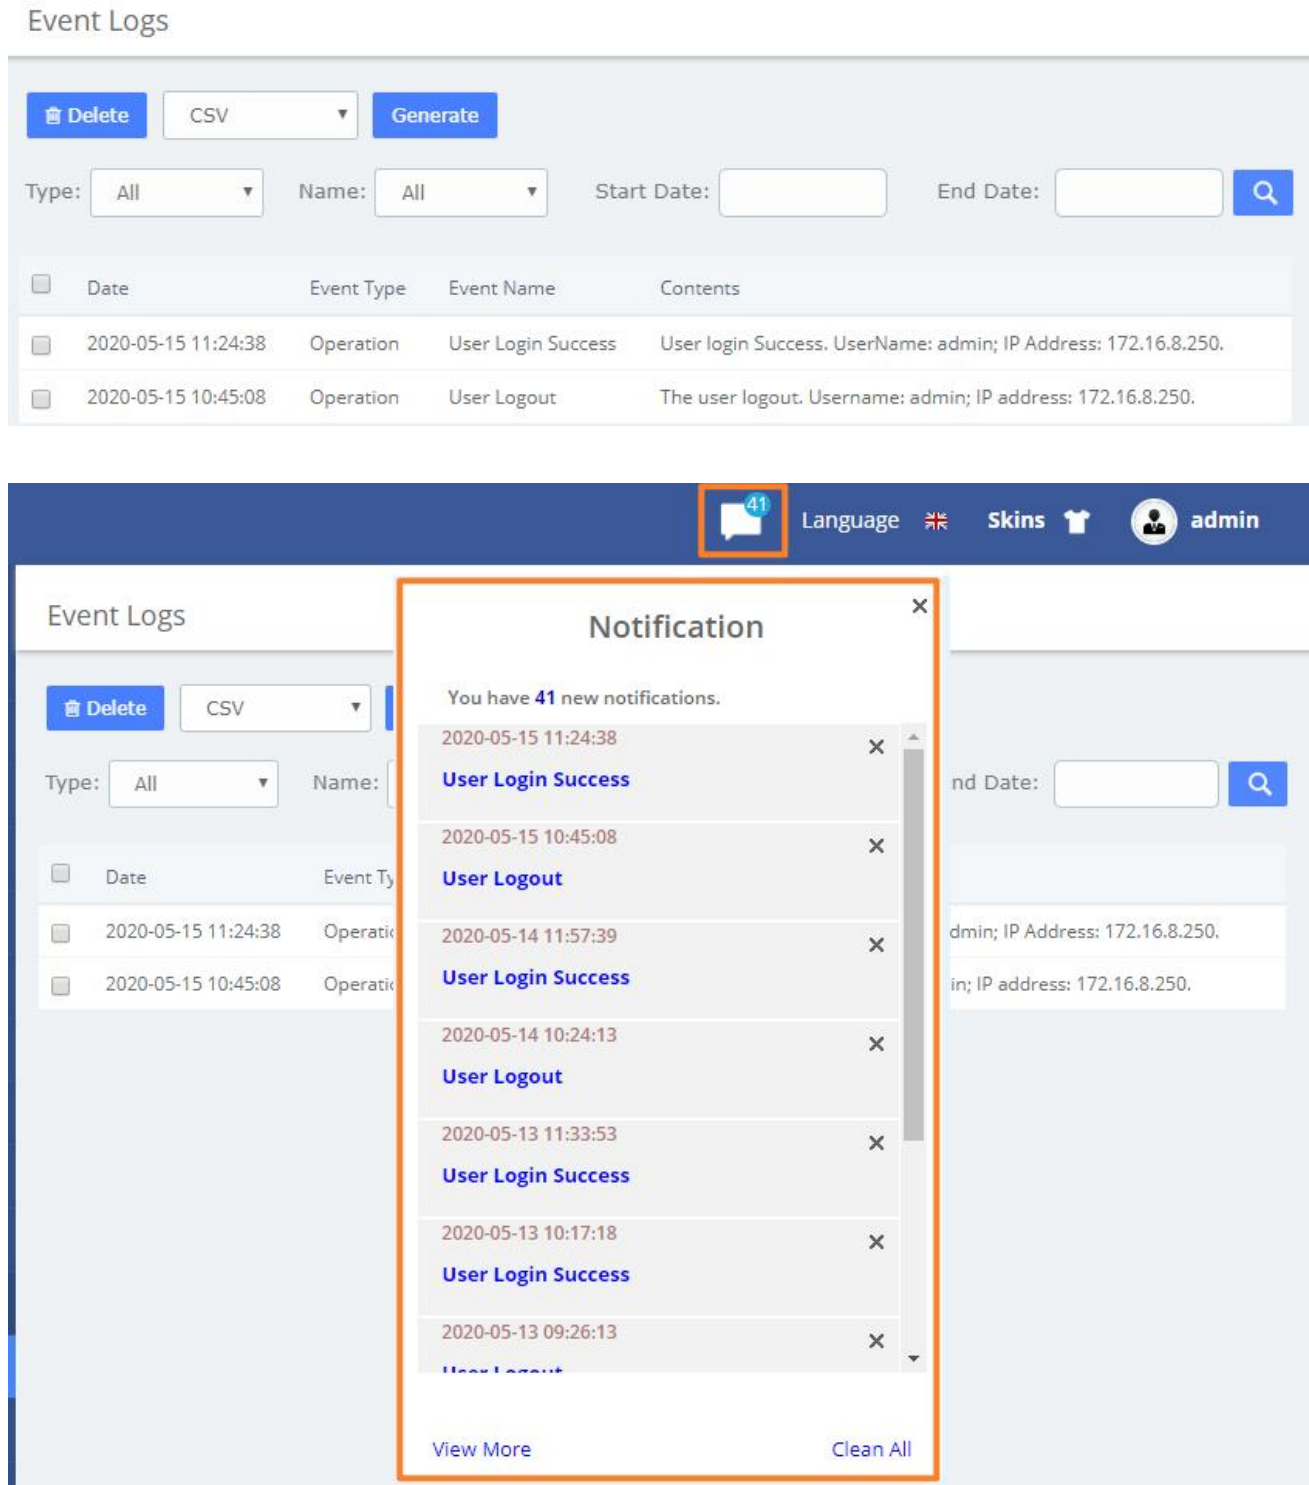 Event Logs
Delete CSV Generate
Type: All Name: All Start Date: End Date:
Date Event Type Event Name Contents
2020-05-15 11:24:38 Operation User Login Success User login Success. UserName: admin; IP Address: 172.16.8.250.
2020-05-15 10:45:08 Operation User Logout The user logout. Username: admin; IP address: 172.16.8.250.
41 Language Skins admin
Event Logs
Delete CSV
Type: All Name: nd Date:
Date Event Ty
2020-05-15 11:24:38 Operatic dmin; IP Address: 172.16.8.250.
2020-05-15 10:45:08 Operatic in; IP address: 172.16.8.250.
Notification
You have 41 new notifications.
2020-05-15 11:24:38
User Login Success
2020-05-15 10:45:08
User Logout
2020-05-14 11:57:39
User Login Success
2020-05-14 10:24:13
User Logout
2020-05-13 11:33:53
User Login Success
2020-05-13 10:17:18
User Login Success
2020-05-13 09:26:13
User Logout
View More Clean All